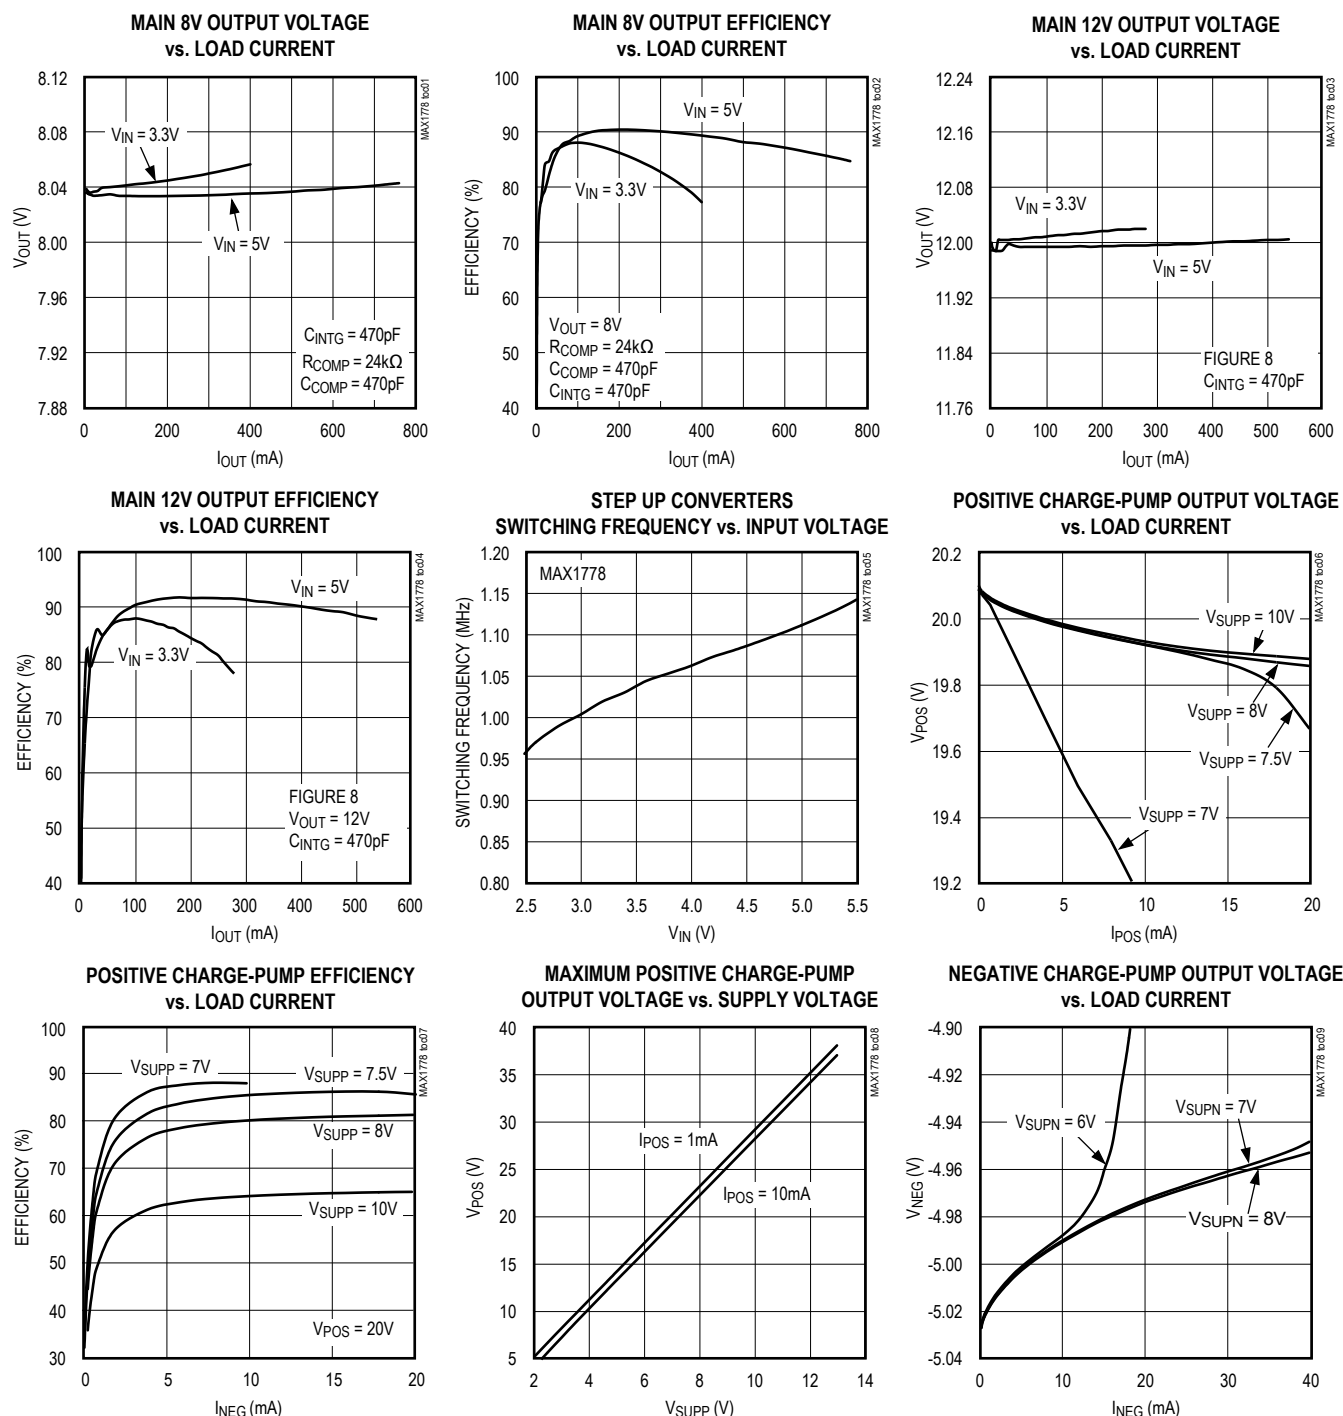 MAIN 8V OUTPUT VOLTAGE
vs. LOAD CURRENT
8.12
8.08
8.04
8.00
7.96
7.92
7.88
VOUT (V)
VIN = 3.3V
VIN = 5V
CINTG = 470pF
RCOMP = 24kΩ
CCOMP = 470pF
0 200 400 600 800
IOUT (mA)
MAX1778 toc01
MAIN 8V OUTPUT EFFICIENCY
vs. LOAD CURRENT
100
90
80
70
60
50
40
EFFICIENCY (%)
VIN = 5V
VIN = 3.3V
VOUT = 8V
RCOMP = 24kΩ
CCOMP = 470pF
CINTG = 470pF
0 200 400 600 800
IOUT (mA)
MAX1778 toc02
MAIN 12V OUTPUT VOLTAGE
vs. LOAD CURRENT
12.24
12.16
12.08
12.00
11.92
11.84
11.76
VOUT (V)
VIN = 3.3V
VIN = 5V
FIGURE 8
CINTG = 470pF
0 100 200 300 400 500 600
IOUT (mA)
MAX1778 toc03
MAIN 12V OUTPUT EFFICIENCY
vs. LOAD CURRENT
100
90
80
70
60
50
40
EFFICIENCY (%)
VIN = 5V
VIN = 3.3V
FIGURE 8
VOUT = 12V
CINTG = 470pF
0 100 200 300 400 500 600
IOUT (mA)
MAX1778 toc04
STEP UP CONVERTERS
SWITCHING FREQUENCY vs. INPUT VOLTAGE
1.20
1.15
1.10
1.05
1.00
0.95
0.90
0.85
0.80
SWITCHING FREQUENCY (MHz)
MAX1778
2.5 3.0 3.5 4.0 4.5 5.0 5.5
VIN (V)
MAX1778 toc05
POSITIVE CHARGE-PUMP OUTPUT VOLTAGE
vs. LOAD CURRENT
20.2
20.0
19.8
19.6
19.4
19.2
VPOS (V)
VSUPP = 10V
VSUPP = 8V
VSUPP = 7.5V
VSUPP = 7V
0 5 10 15 20
IPOS (mA)
MAX1778 toc06
POSITIVE CHARGE-PUMP EFFICIENCY
vs. LOAD CURRENT
100
90
80
70
60
50
40
30
EFFICIENCY (%)
VSUPP = 7V
VSUPP = 7.5V
VSUPP = 8V
VSUPP = 10V
VPOS = 20V
0 5 10 15 20
INEG (mA)
MAX1778 toc07
MAXIMUM POSITIVE CHARGE-PUMP
OUTPUT VOLTAGE vs. SUPPLY VOLTAGE
40
35
30
25
20
15
10
5
VPOS (V)
IPOS = 1mA
IPOS = 10mA
2 4 6 8 10 12 14
VSUPP (V)
MAX1778 toc08
NEGATIVE CHARGE-PUMP OUTPUT VOLTAGE
vs. LOAD CURRENT
-4.90
-4.92
-4.94
-4.96
-4.98
-5.00
-5.02
-5.04
VNEG (V)
VSUPN = 6V
VSUPN = 7V
VSUPN = 8V
0 10 20 30 40
INEG (mA)
MAX1778 toc09